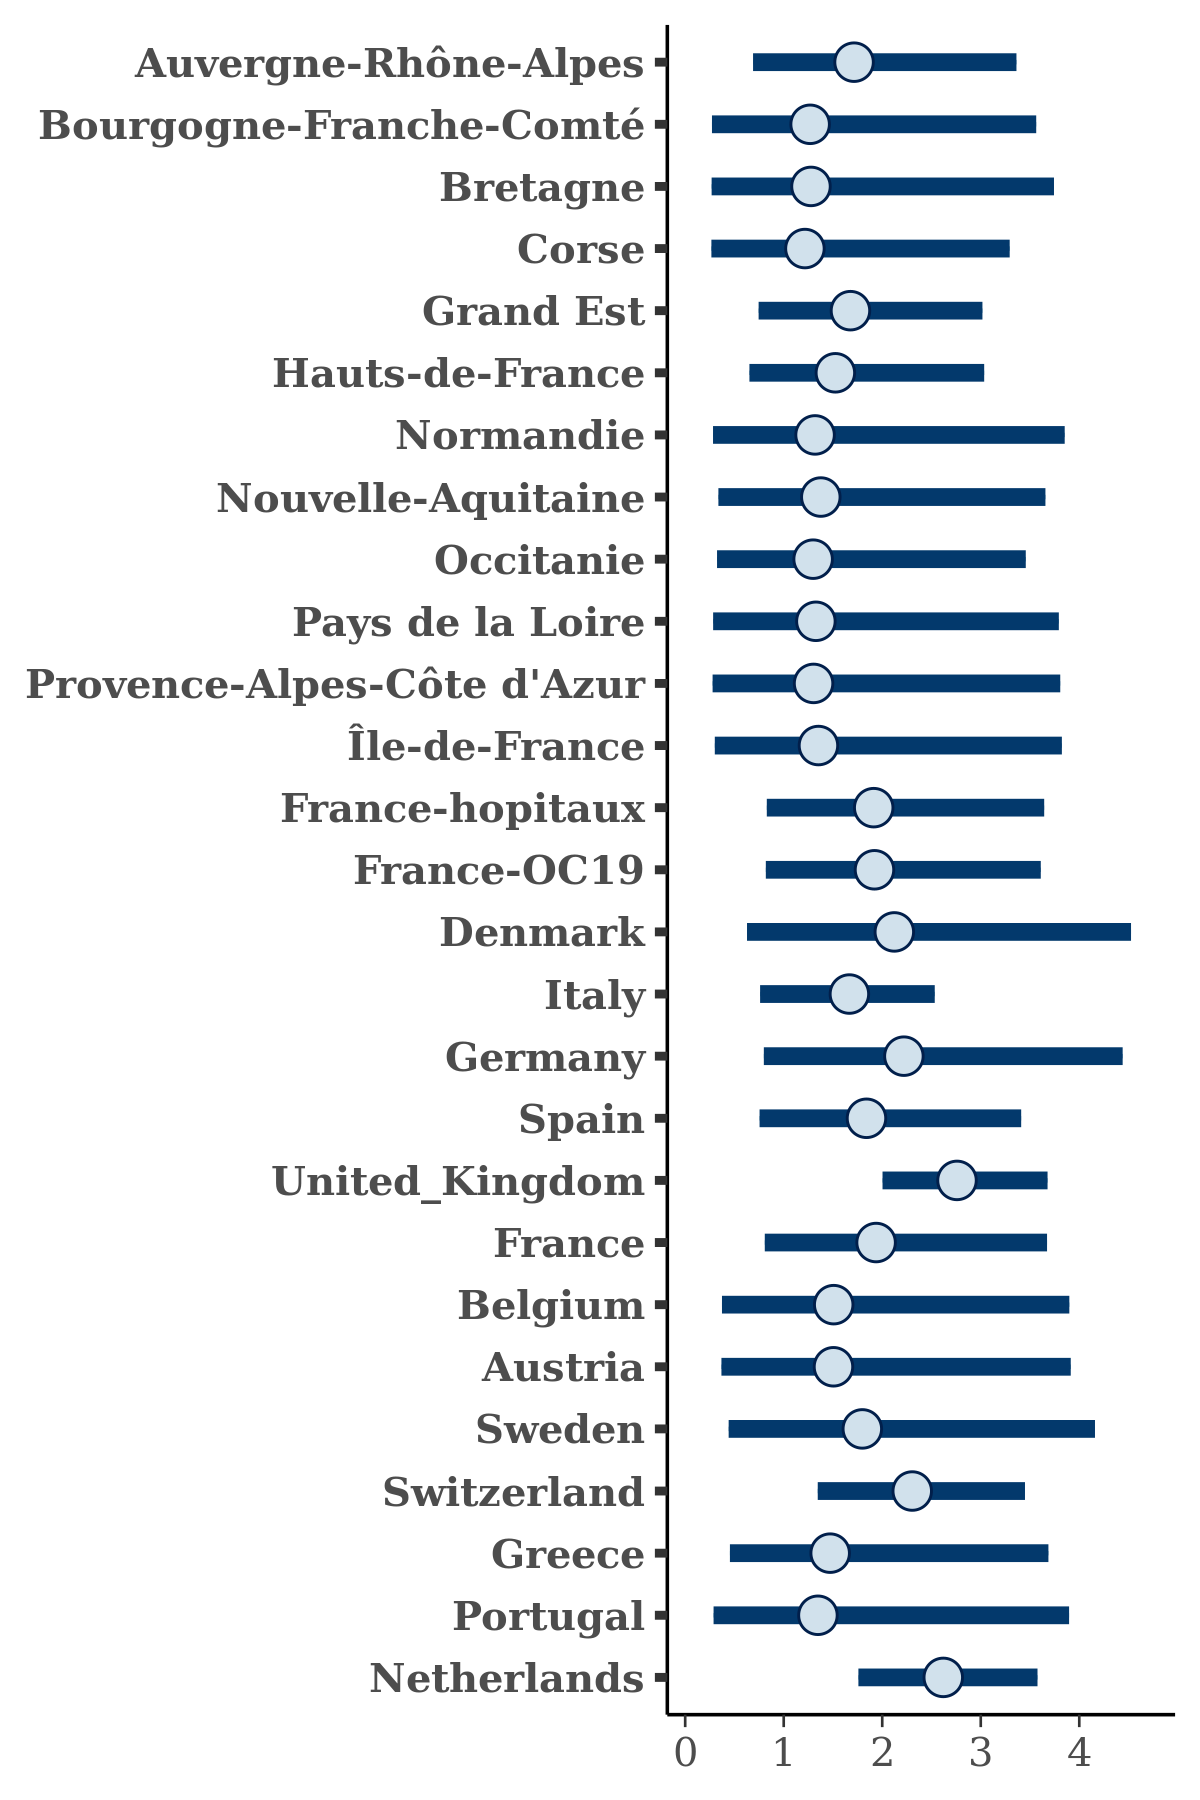 Auvergne-Rhône-Alpes
Bourgogne-Franche-Comté
Bretagne
Corse
Grand Est
Hauts-de-France
Normandie
Nouvelle-Aquitaine
Occitanie
Pays de la Loire
Provence-Alpes-Côte d'Azur
Île-de-France
France-hopitaux
France-OC19
Denmark
Italy
Germany
Spain
United_Kingdom
France
Belgium
Austria
Sweden
Switzerland
Greece
Portugal
Netherlands
0 1 2 3 4